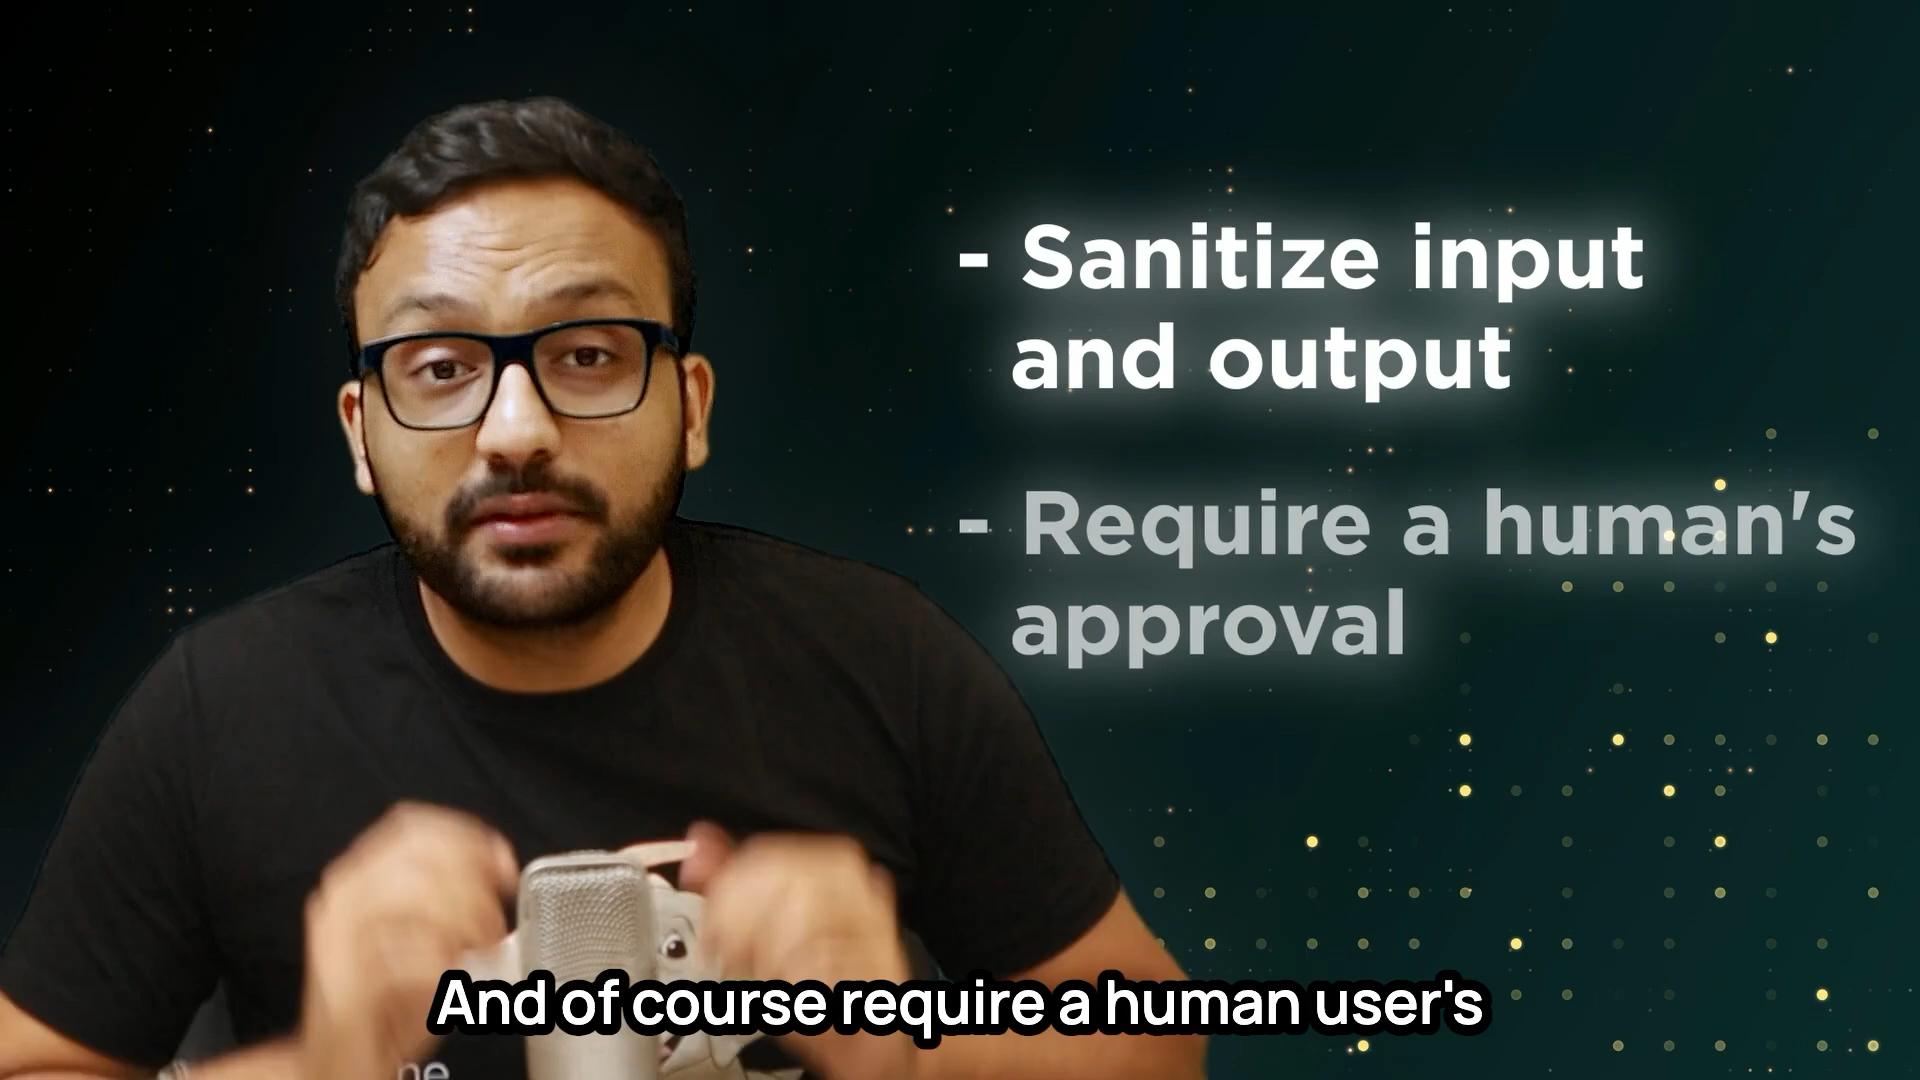 - Sanitize input
and output
- Require a human's
approval
And of course require a human user's